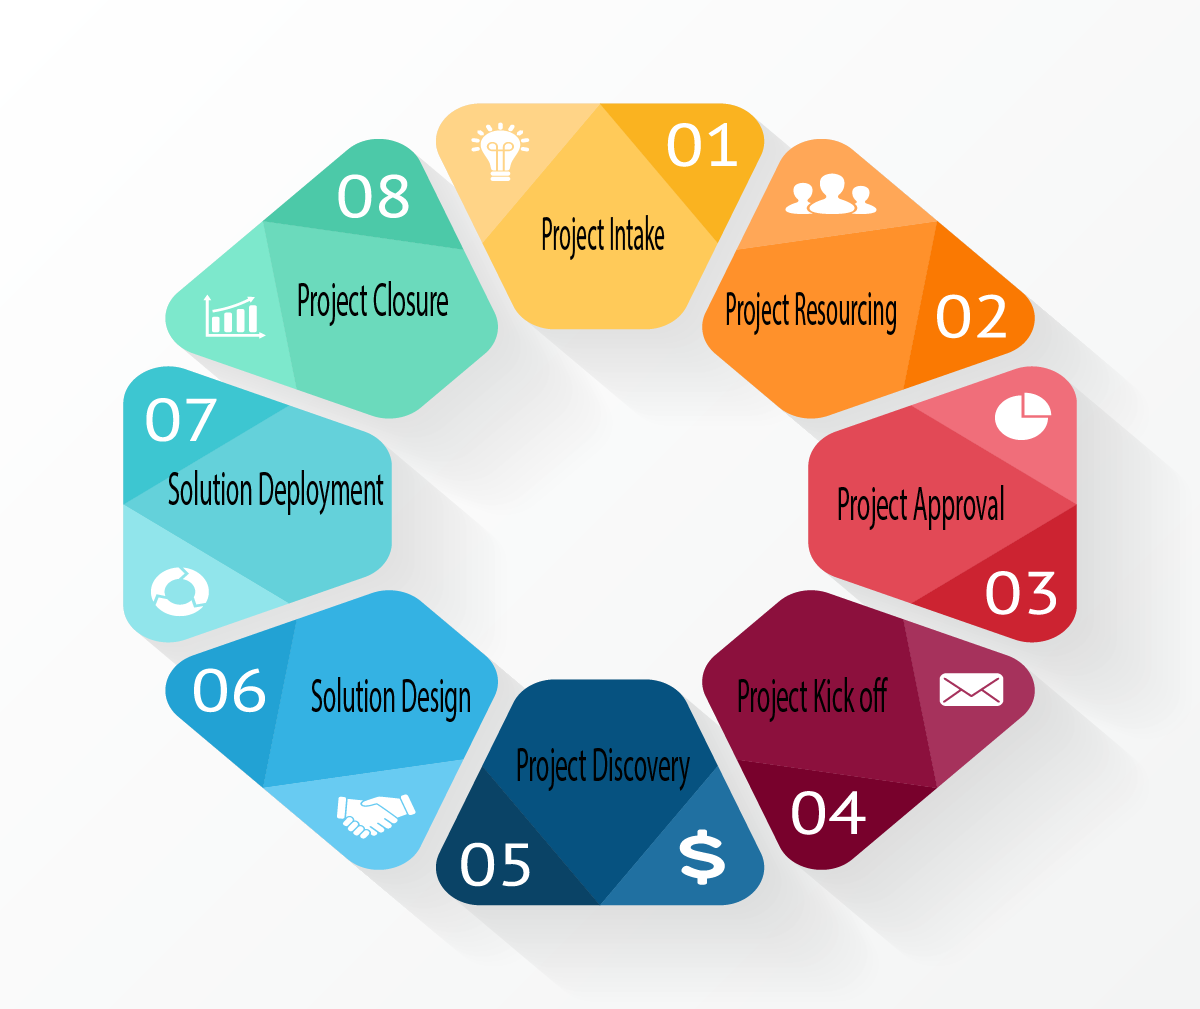 01
Project Intake
02
Project Resourcing
03
Project Approval
04
Project Kick off
05
Project Discovery
06
Solution Design
07
Solution Deployment
08
Project Closure